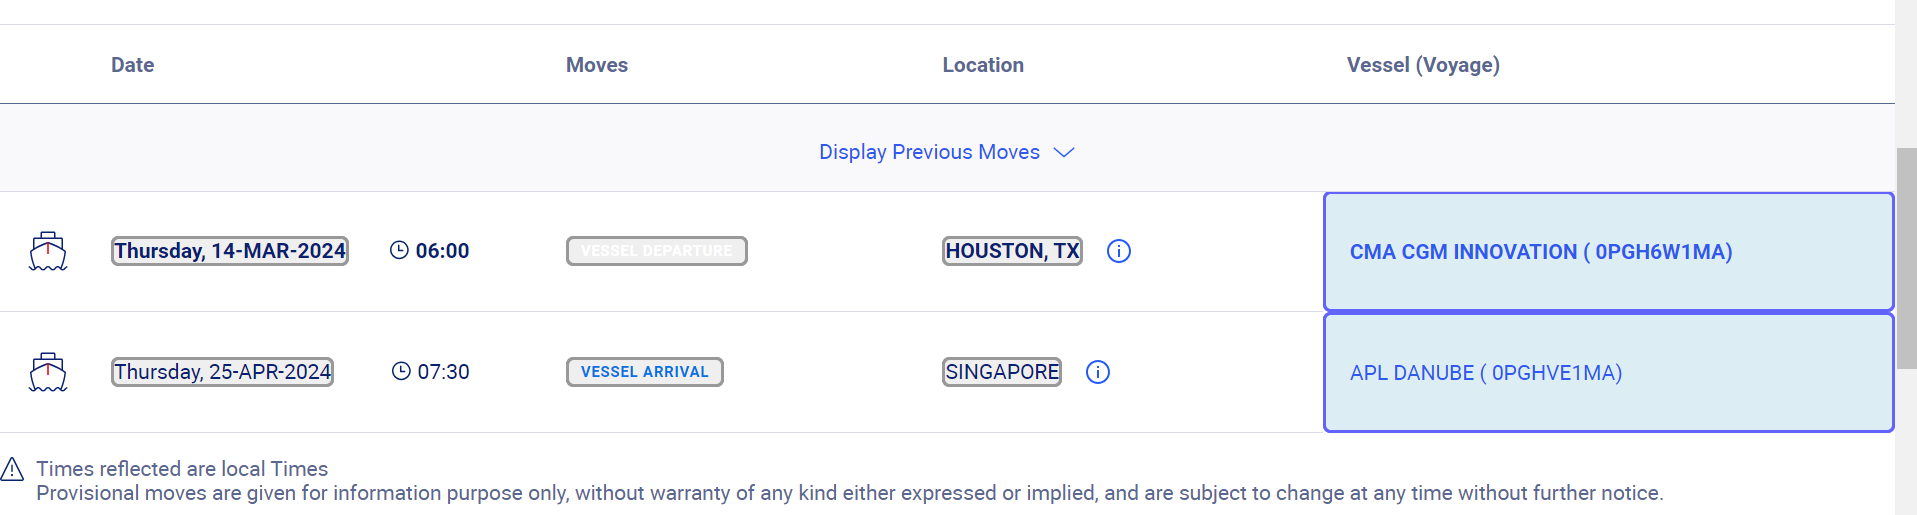 Date Moves Location Vessel (Voyage)
Display Previous Moves
Thursday, 14-MAR-2024 06:00 VESSEL DEPARTURE HOUSTON, TX CMA CGM INNOVATION ( 0PGH6W1MA)
Thursday, 25-APR-2024 07:30 VESSEL ARRIVAL SINGAPORE APL DANUBE ( 0PGHVE1MA)
Times reflected are local Times
Provisional moves are given for information purpose only, without warranty of any kind either expressed or implied, and are subject to change at any time without further notice.